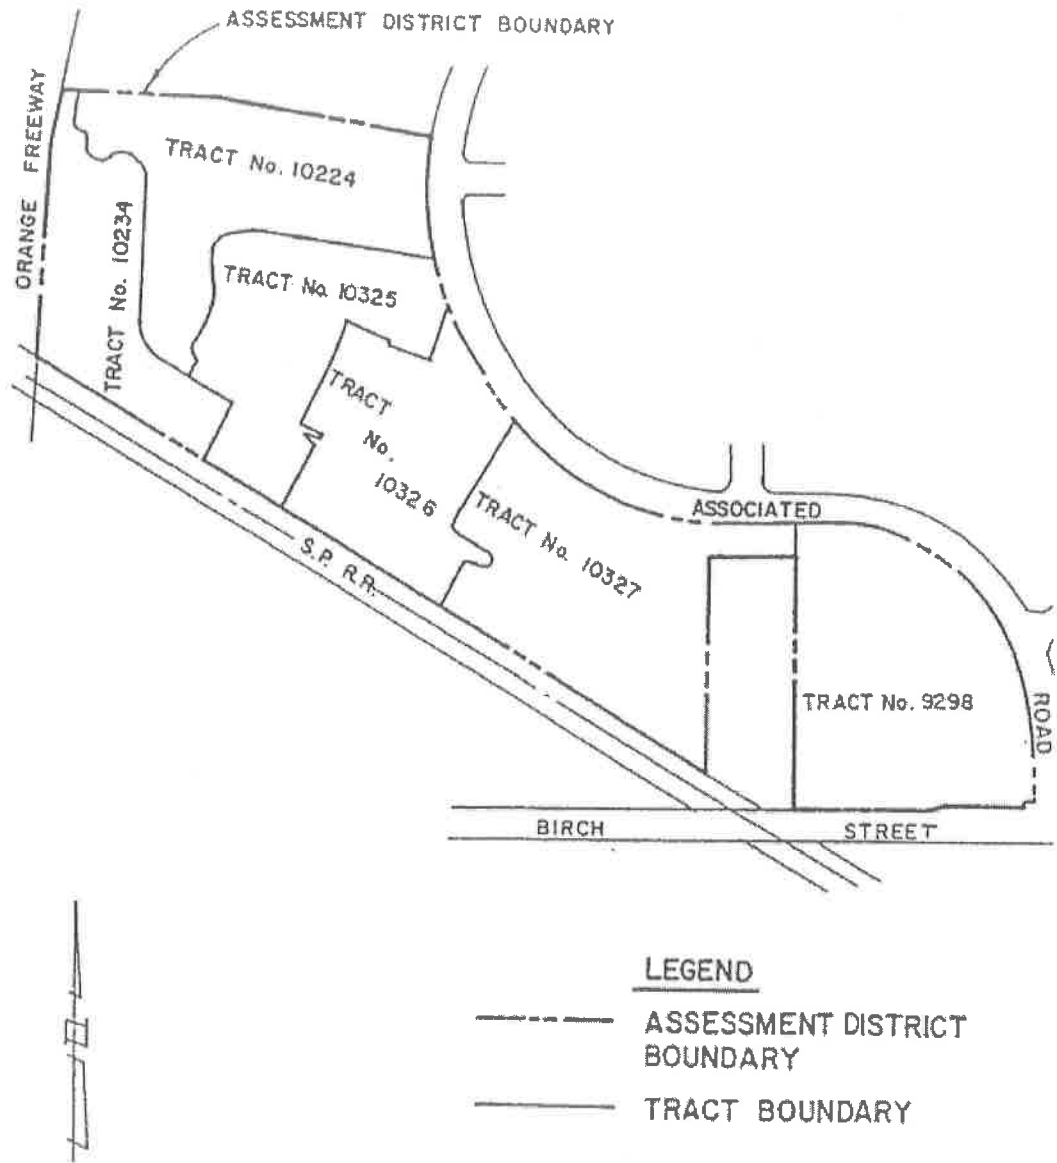 ASSESSMENT DISTRICT BOUNDARY
ORANGE FREEWAY
TRACT No. 10224
TRACT No. 10234
TRACT No. 10325
TRACT
No.
10326
TRACT No. 10327
S.P. R.R.
ASSOCIATED
ROAD
TRACT No. 9298
BIRCH STREET
LEGEND
ASSESSMENT DISTRICT
BOUNDARY
TRACT BOUNDARY